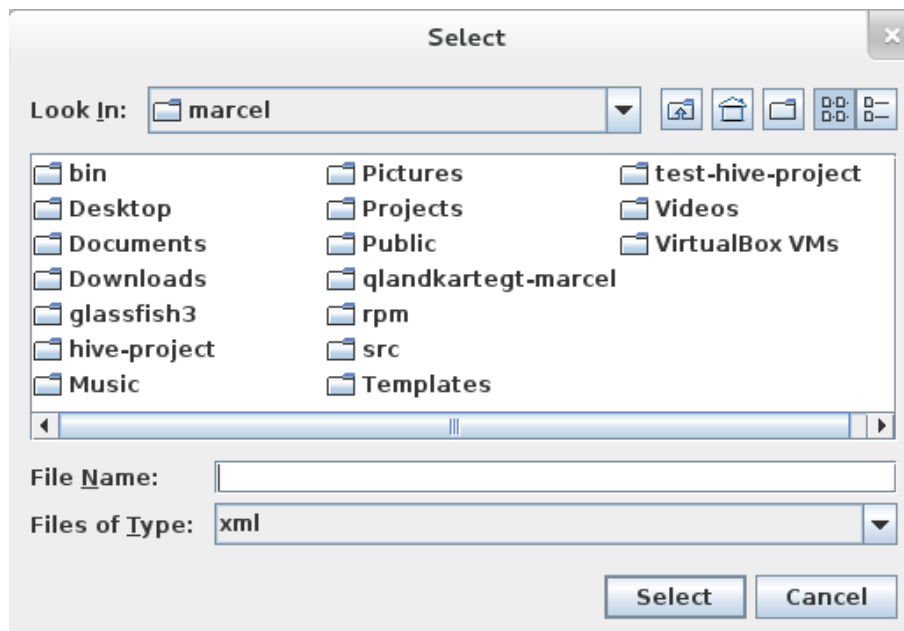 Select
Look In: marcel
bin Pictures test-hive-project
Desktop Projects Videos
Documents Public VirtualBox VMs
Downloads qlandkartegt-marcel
glassfish3 rpm
hive-project src
Music Templates
File Name:
Files of Type: xml
Select Cancel